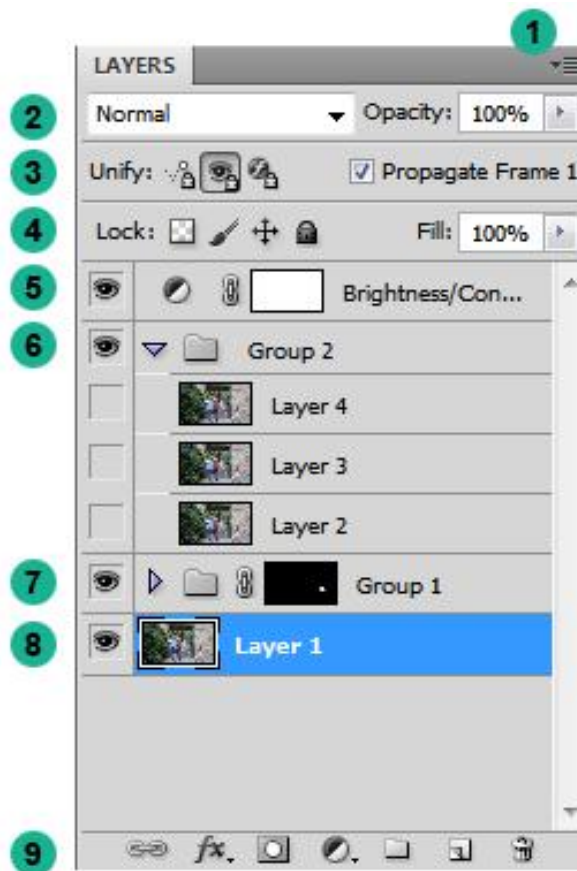 1
LAYERS
2 Normal Opacity: 100%
3 Unify: Propagate Frame 1
4 Lock: Fill: 100%
5 Brightness/Con...
6 Group 2
Layer 4
Layer 3
Layer 2
7 Group 1
8 Layer 1
9 fx.